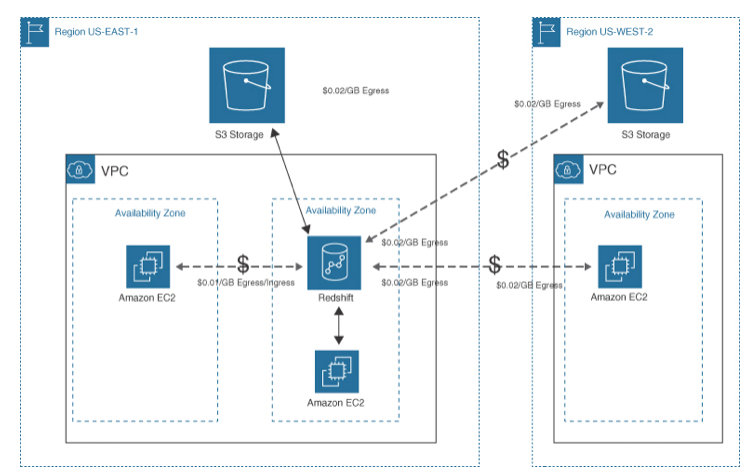 Region US-EAST-1
Region US-WEST-2
$0.02/GB Egress
$0.02/GB Egress
S3 Storage
S3 Storage
$
VPC
VPC
Availability Zone
Availability Zone
Availability Zone
$0.02/GB Egress
$
$
$0.01/GB Egress/Ingress
$0.02/GB Egress
$0.02/GB Egress
Amazon EC2
Redshift
Amazon EC2
Amazon EC2